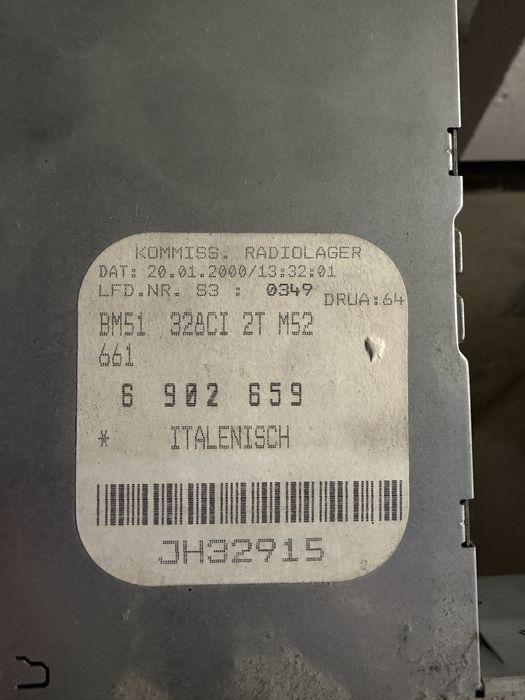 KOMMISS. RADIOLAGER
DAT: 20.01.2000/13:32:01
LFD.NR. S3 : 0349 DRUA:64
BM51 32ACI 2T M52
661
6 902 659
* ITALENISCH
JH32915